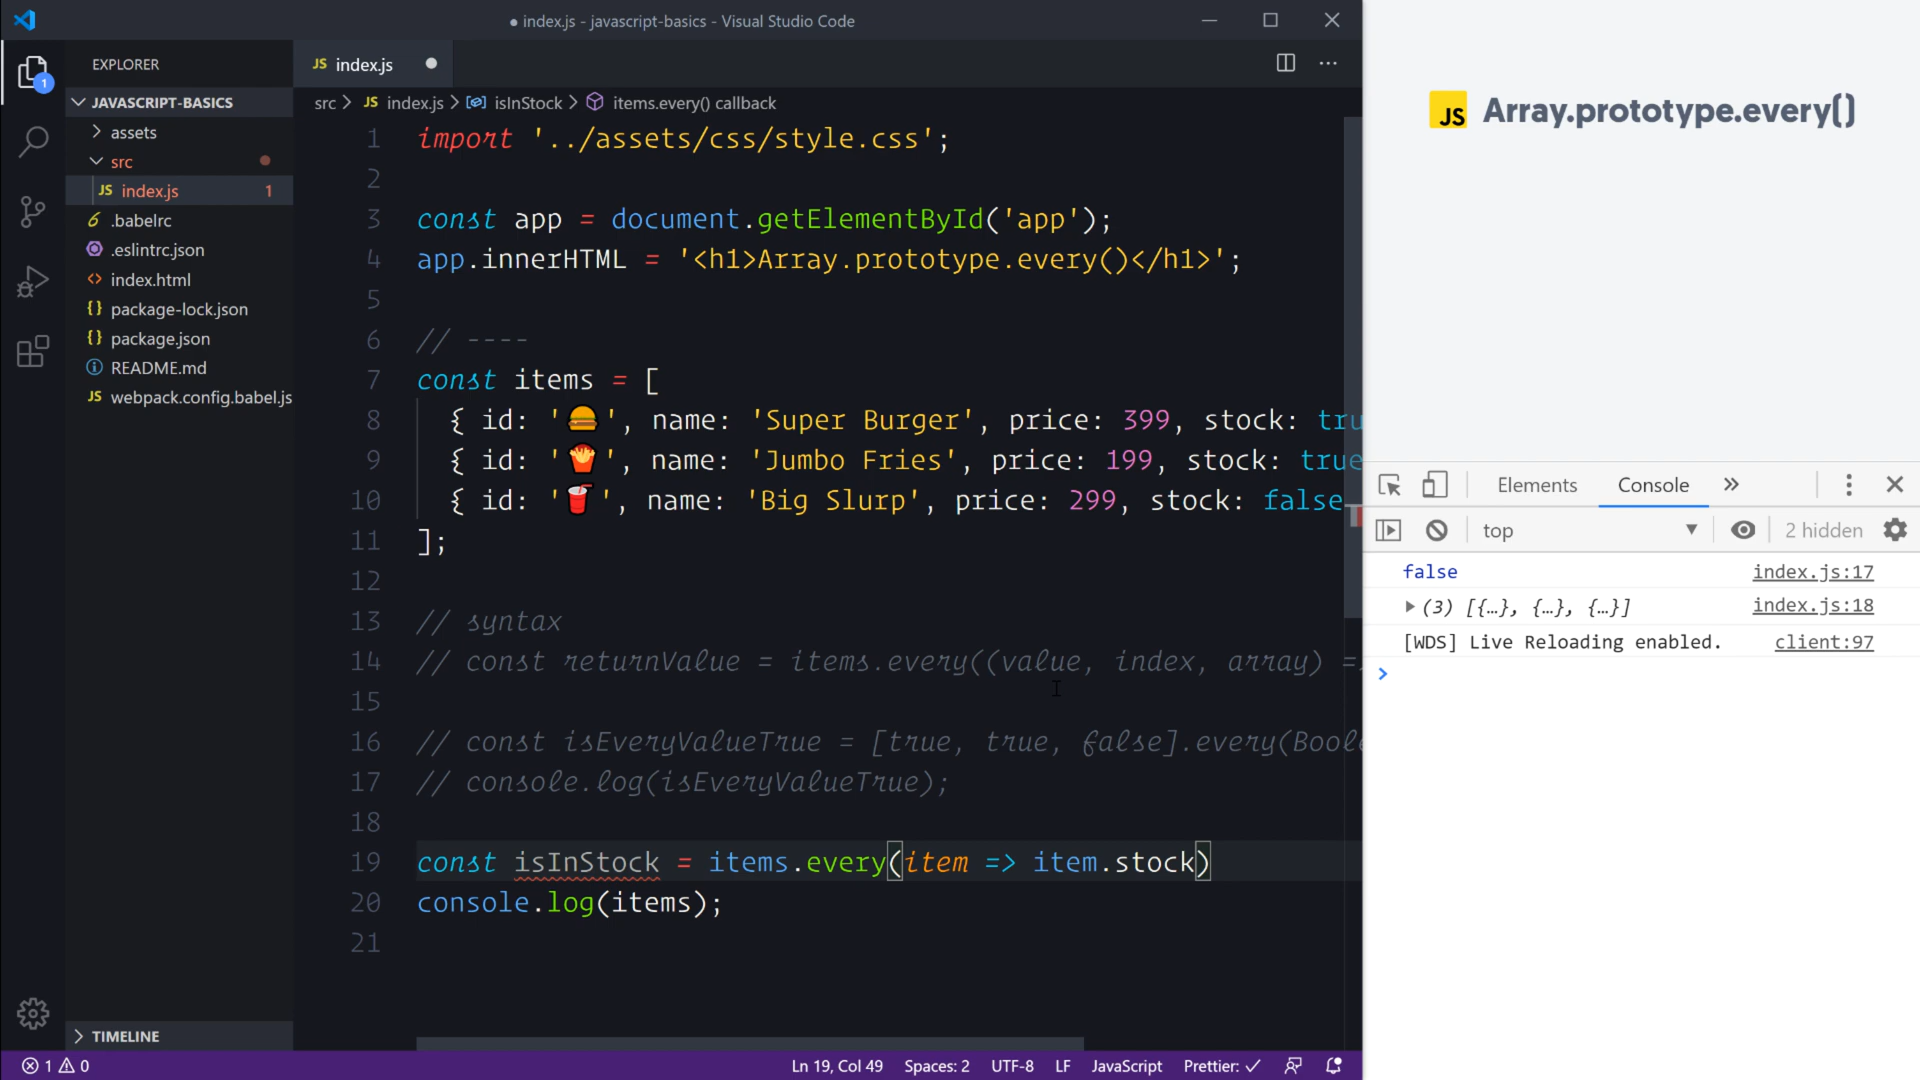 ● index.js - javascript-basics - Visual Studio Code
EXPLORER
JAVASCRIPT-BASICS
assets
src
JS index.js 1
.babelrc
.eslintrc.json
index.html
package-lock.json
package.json
README.md
JS webpack.config.babel.js
TIMELINE
JS index.js
src > JS index.js > isInStock > items.every() callback
1 import '../assets/css/style.css';
2
3 const app = document.getElementById('app');
4 app.innerHTML = '<h1>Array.prototype.every()</h1>';
5
6 // ----
7 const items = [
8 { id: '🍔', name: 'Super Burger', price: 399, stock: tru
9 { id: '🍟', name: 'Jumbo Fries', price: 199, stock: true
10 { id: '🥤', name: 'Big Slurp', price: 299, stock: false
11 ];
12
13 // syntax
14 // const returnValue = items.every((value, index, array) =>
15
16 // const isEveryValueTrue = [true, true, false].every(Boole
17 // console.log(isEveryValueTrue);
18
19 const isInStock = items.every(item => item.stock)
20 console.log(items);
21
1 0
Ln 19, Col 49 Spaces: 2 UTF-8 LF JavaScript Prettier: ✓
JS Array.prototype.every()
Elements Console »
top 2 hidden
false index.js:17
(3) [{…}, {…}, {…}] index.js:18
[WDS] Live Reloading enabled. client:97
1